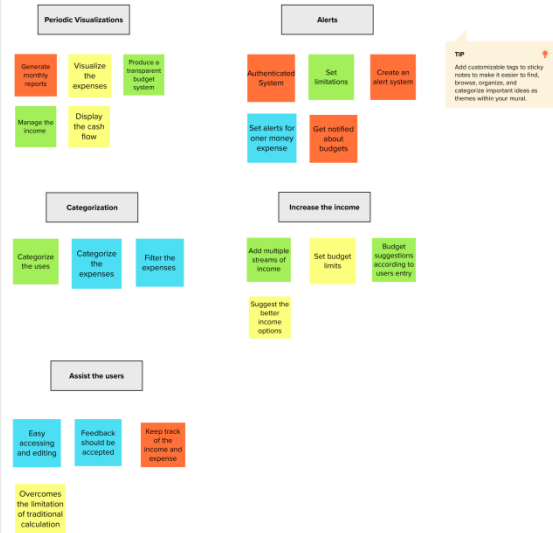 Periodic Visualizations
Generate
monthly
reports
Visualize
the
expenses
Produce a
transparent
budget
system
Manage the
income
Display
the cash
flow
Alerts
Authenticated
System
Set
limitations
Create an
alert system
Set alerts for
oner money
expense
Get notified
about
budgets
TIP
Add customizable tags to sticky
notes to make it easier to find,
browse, organize, and
categorize important ideas as
themes within your mural.
Categorization
Categorize
the uses
Categorize
the
expenses
Filter the
expenses
Increase the income
Add multiple
streams of
income
Set budget
limits
Budget
suggestions
according to
users entry
Suggest the
better
income
options
Assist the users
Easy
accessing
and editing
Feedback
should be
accepted
Keep track
of the
income and
expense
Overcomes
the limitation
of traditional
calculation